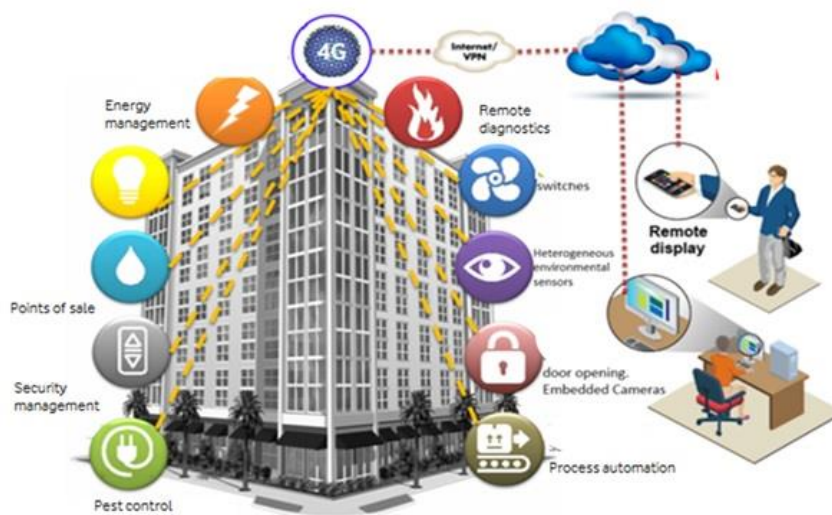 4G
Internet/
VPN
Energy
management
Remote
diagnostics
switches
Remote
display
Heterogeneous
environmental
sensors
Points of sale
door opening.
Embedded Cameras
Security
management
Process automation
Pest control